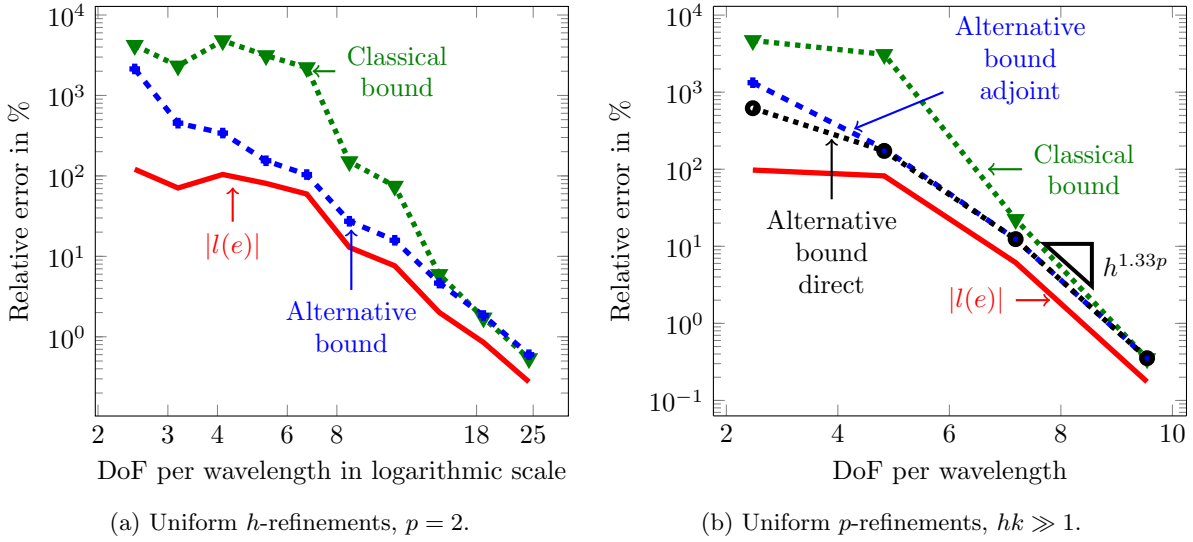 10^4
10^3
10^2
10^1
10^0
Relative error in %
Classical
bound
|l(e)|
Alternative
bound
2 3 4 6 8 18 25
DoF per wavelength in logarithmic scale
(a) Uniform h-refinements, p = 2.
10^4
10^3
10^2
10^1
10^0
10^{-1}
Relative error in %
Alternative
bound
adjoint
Classical
bound
Alternative
bound
direct
h^{1.33p}
|l(e)|
2 4 6 8 10
DoF per wavelength
(b) Uniform p-refinements, hk ≫ 1.